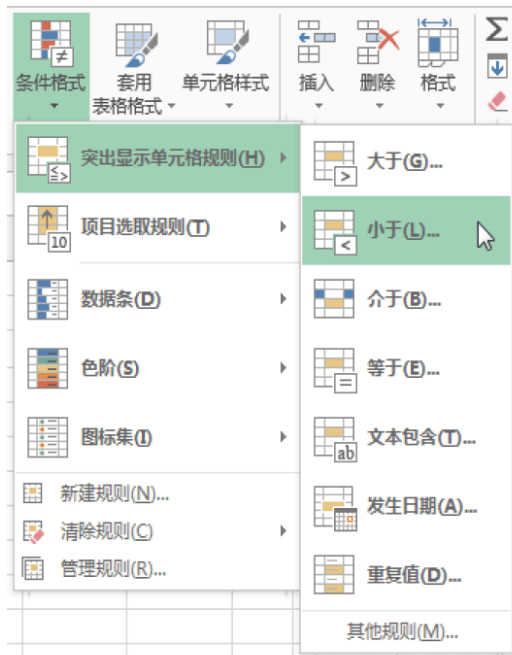 条件格式
套用
表格格式
单元格样式
插入
删除
格式
突出显示单元格规则(H)
项目选取规则(T)
数据条(D)
色阶(S)
图标集(I)
新建规则(N)...
清除规则(C)
管理规则(R)...
大于(G)...
小于(L)...
介于(B)...
等于(E)...
文本包含(T)...
发生日期(A)...
重复值(D)...
其他规则(M)...